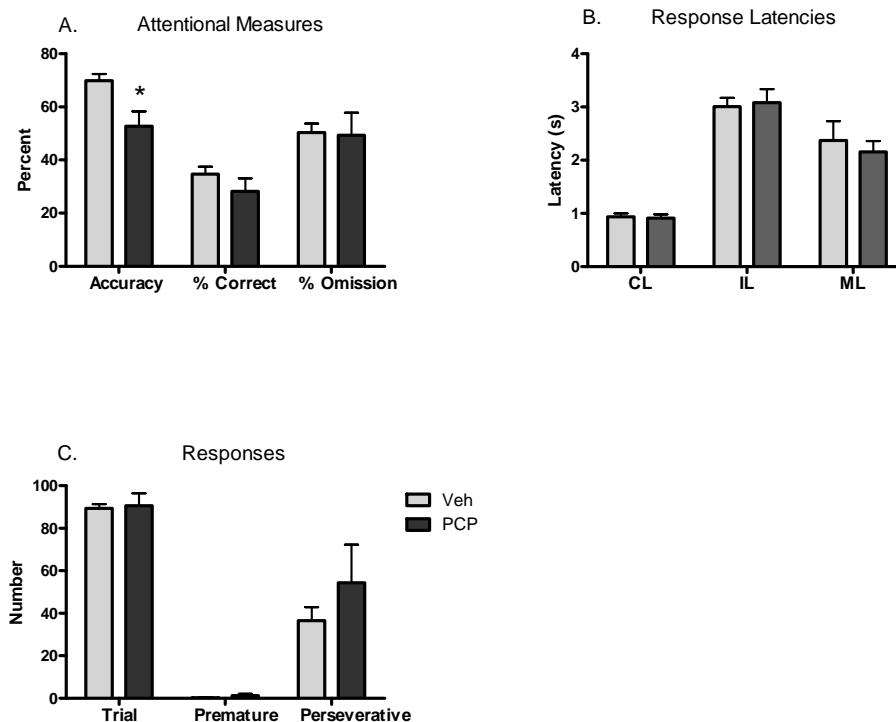 A. Attentional Measures
80
60
40
20
0
Percent
*
Accuracy % Correct % Omission
B. Response Latencies
4
3
2
1
0
Latency (s)
CL IL ML
C. Responses
100
80
60
40
20
0
Number
Trial Premature Perseverative
Veh
PCP